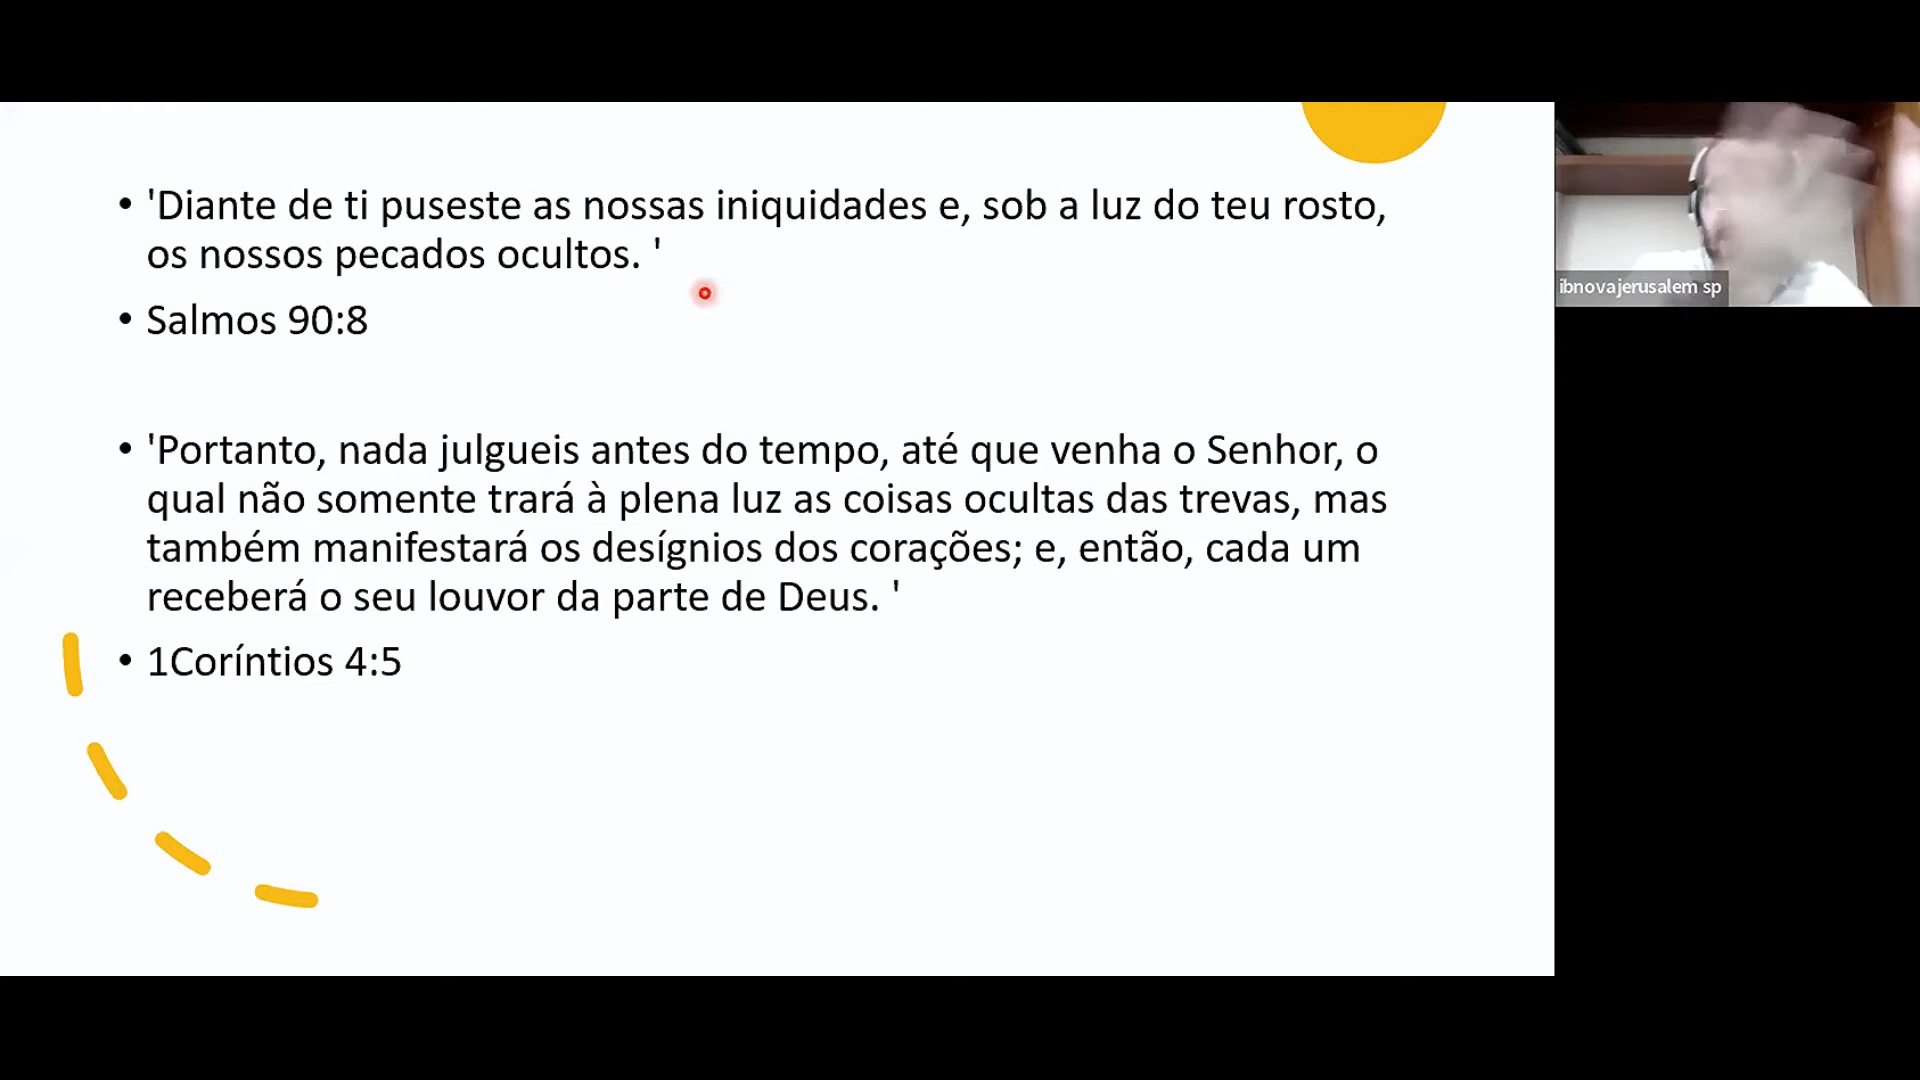 • 'Diante de ti puseste as nossas iniquidades e, sob a luz do teu rosto,
os nossos pecados ocultos. '
• Salmos 90:8
• 'Portanto, nada julgueis antes do tempo, até que venha o Senhor, o
qual não somente trará à plena luz as coisas ocultas das trevas, mas
também manifestará os desígnios dos corações; e, então, cada um
receberá o seu louvor da parte de Deus. '
• 1Coríntios 4:5
ibnovajerusalem sp